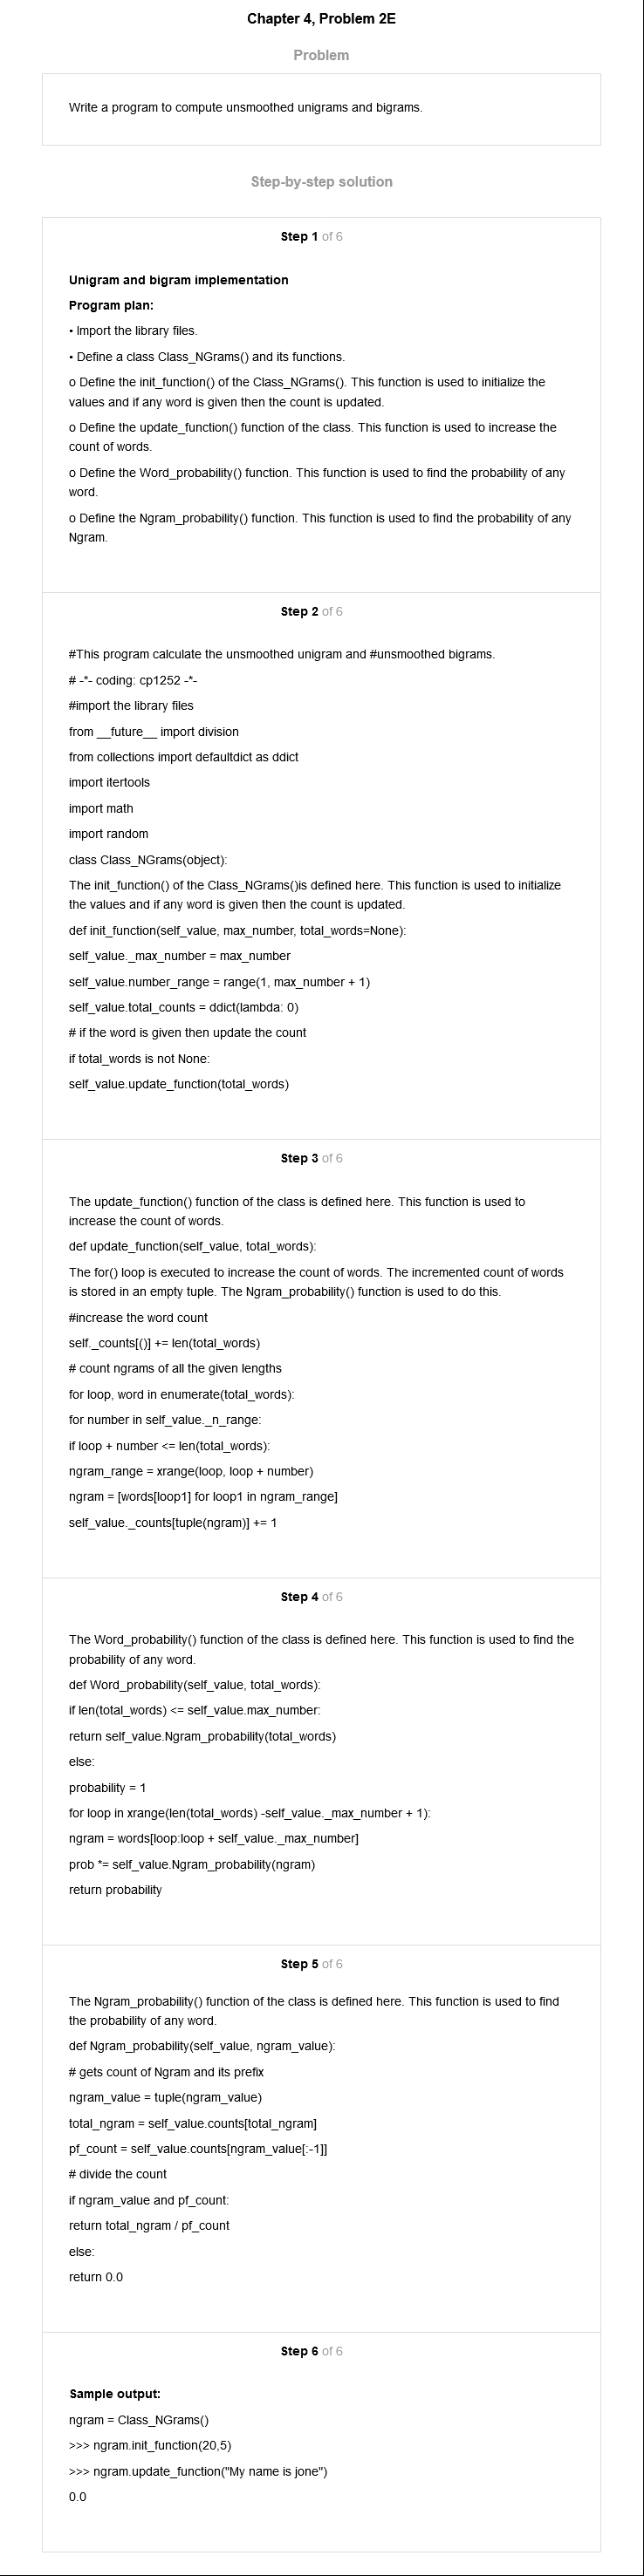 Chapter 4, Problem 2E
Problem
Write a program to compute unsmoothed unigrams and bigrams.
Step-by-step solution
Step 1 of 6
Unigram and bigram implementation
Program plan:
• Import the library files.
• Define a class Class_NGrams() and its functions.
o Define the init_function() of the Class_NGrams(). This function is used to initialize the
values and if any word is given then the count is updated.
o Define the update_function() function of the class. This function is used to increase the
count of words.
o Define the Word_probability() function. This function is used to find the probability of any
word.
o Define the Ngram_probability() function. This function is used to find the probability of any
Ngram.
Step 2 of 6
#This program calculate the unsmoothed unigram and #unsmoothed bigrams.
# -*- coding: cp1252 -*-
#import the library files
from __future__ import division
from collections import defaultdict as ddict
import itertools
import math
import random
class Class_NGrams(object):
The init_function() of the Class_NGrams()is defined here. This function is used to initialize
the values and if any word is given then the count is updated.
def init_function(self_value, max_number, total_words=None):
self_value._max_number = max_number
self_value.number_range = range(1, max_number + 1)
self_value.total_counts = ddict(lambda: 0)
# if the word is given then update the count
if total_words is not None:
self_value.update_function(total_words)
Step 3 of 6
The update_function() function of the class is defined here. This function is used to
increase the count of words.
def update_function(self_value, total_words):
The for() loop is executed to increase the count of words. The incremented count of words
is stored in an empty tuple. The Ngram_probability() function is used to do this.
#increase the word count
self._counts[()] += len(total_words)
# count ngrams of all the given lengths
for loop, word in enumerate(total_words):
for number in self_value._n_range:
if loop + number <= len(total_words):
ngram_range = xrange(loop, loop + number)
ngram = [words[loop1] for loop1 in ngram_range]
self_value._counts[tuple(ngram)] += 1
Step 4 of 6
The Word_probability() function of the class is defined here. This function is used to find the
probability of any word.
def Word_probability(self_value, total_words):
if len(total_words) <= self_value.max_number:
return self_value.Ngram_probability(total_words)
else:
probability = 1
for loop in xrange(len(total_words) -self_value._max_number + 1):
ngram = words[loop:loop + self_value._max_number]
prob *= self_value.Ngram_probability(ngram)
return probability
Step 5 of 6
The Ngram_probability() function of the class is defined here. This function is used to find
the probability of any word.
def Ngram_probability(self_value, ngram_value):
# gets count of Ngram and its prefix
ngram_value = tuple(ngram_value)
total_ngram = self_value.counts[total_ngram]
pf_count = self_value.counts[ngram_value[:-1]]
# divide the count
if ngram_value and pf_count:
return total_ngram / pf_count
else:
return 0.0
Step 6 of 6
Sample output:
ngram = Class_NGrams()
>>> ngram.init_function(20,5)
>>> ngram.update_function("My name is jone")
0.0